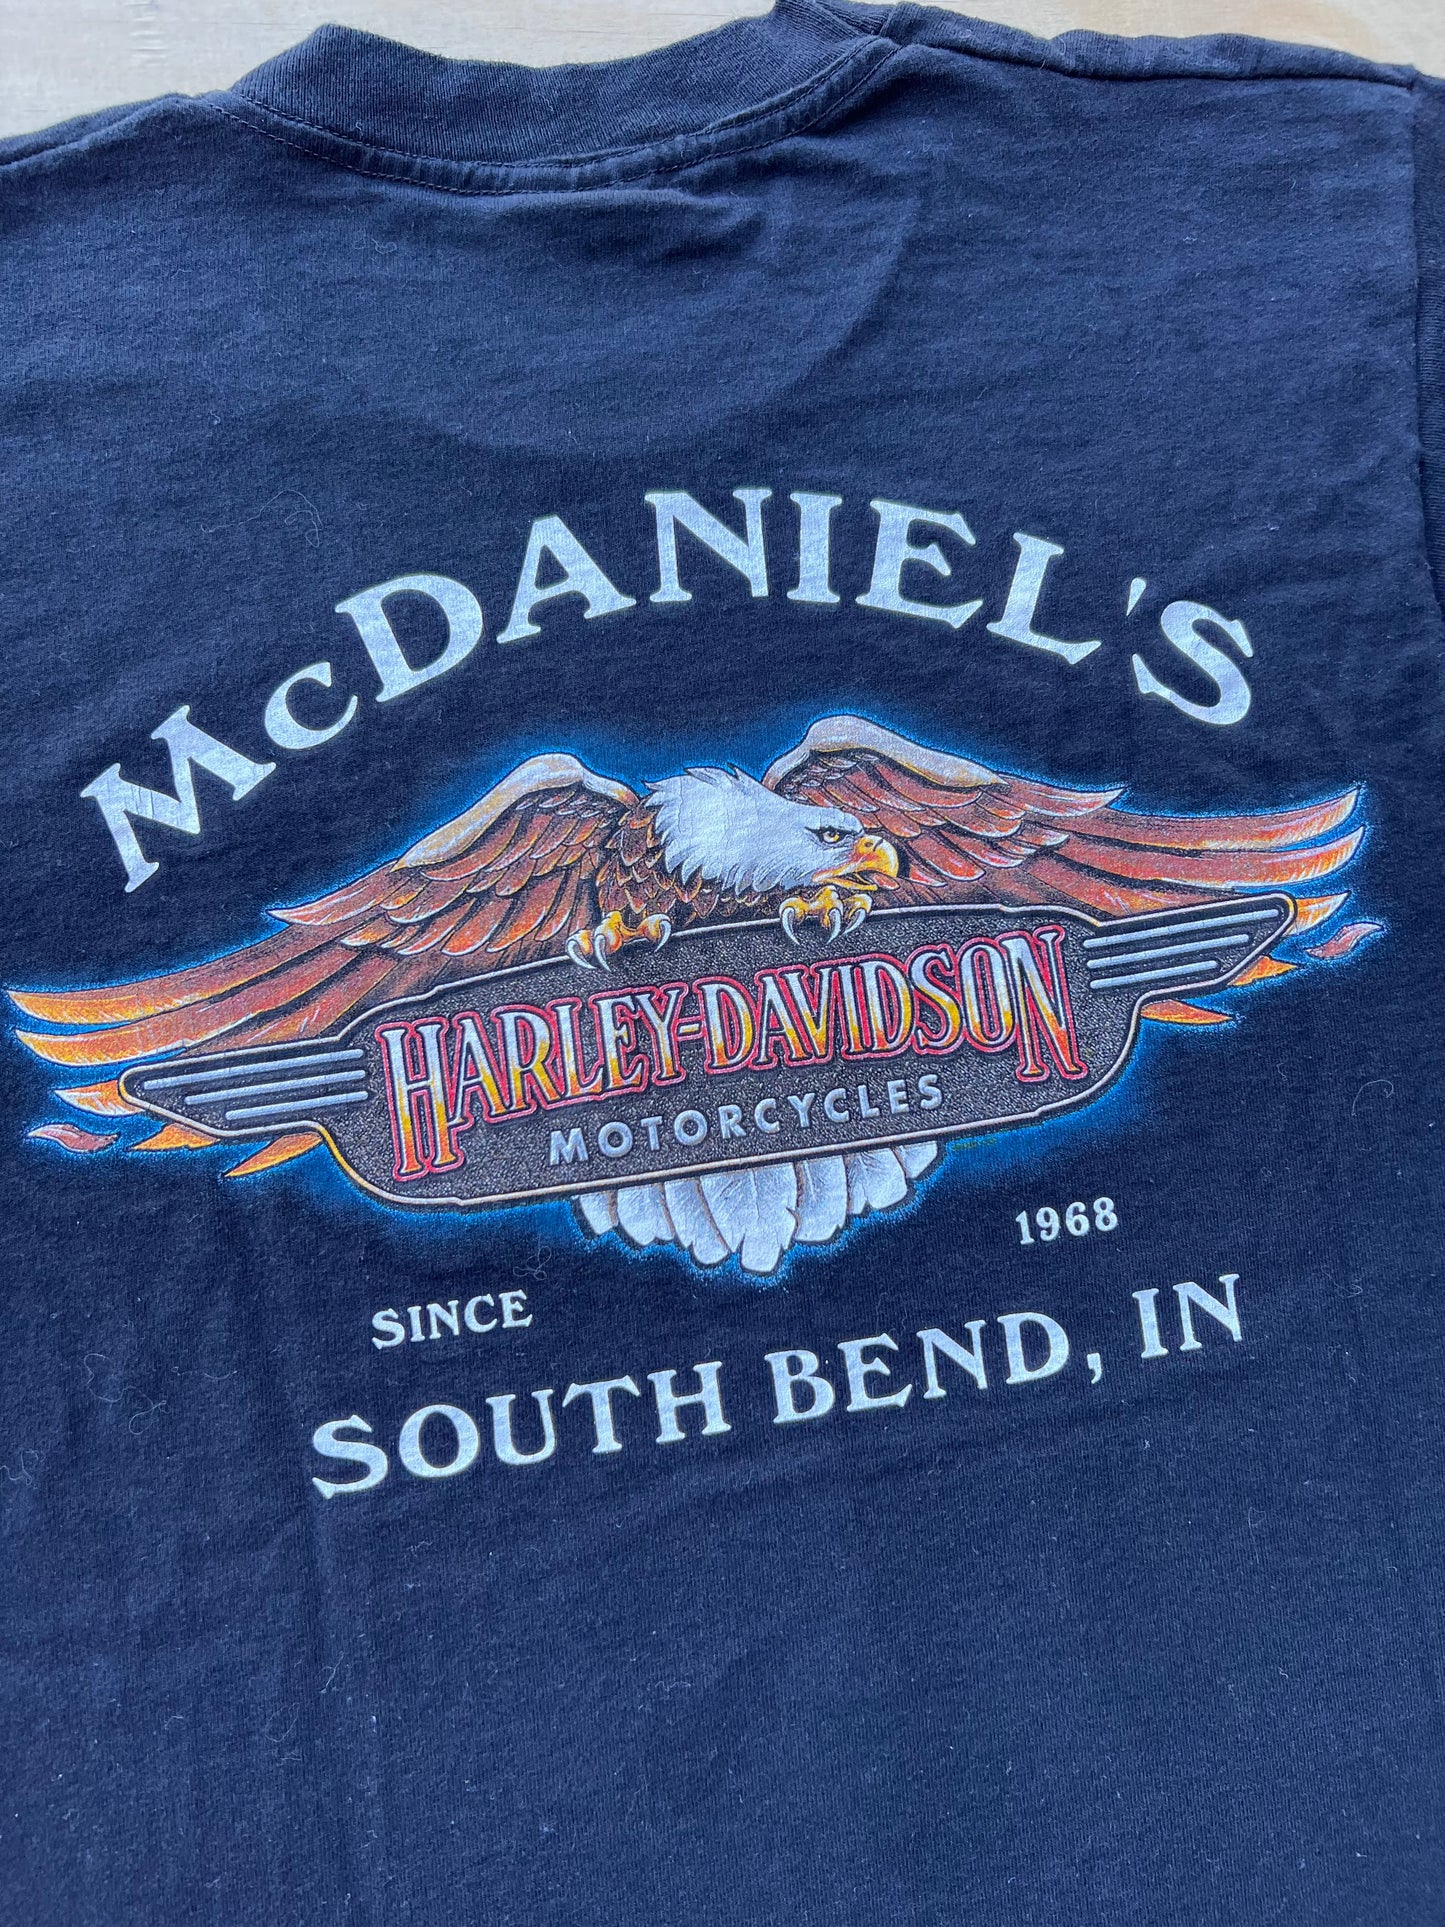 McDANIEL'S
HARLEY-DAVIDSON
MOTORCYCLES
SINCE 1968
SOUTH BEND, IN